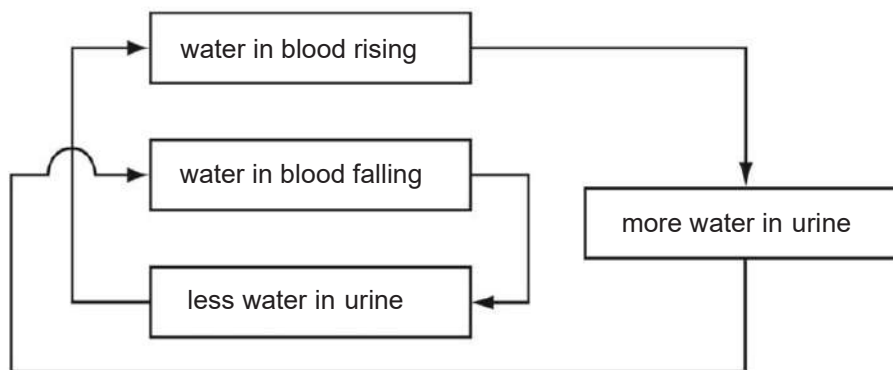 water in blood rising
water in blood falling
more water in urine
less water in urine